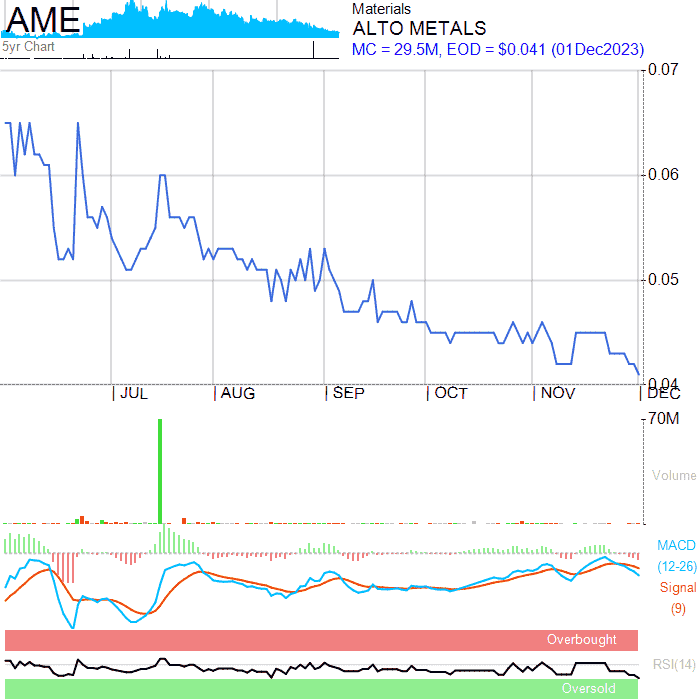 AME
5yr Chart
Materials
ALTO METALS
MC = 29.5M, EOD = $0.041 (01Dec2023)
0.07
0.06
0.05
0.04
JUL AUG SEP OCT NOV DEC
70M
Volume
MACD
(12-26)
Signal
(9)
Overbought
RSI(14)
Oversold